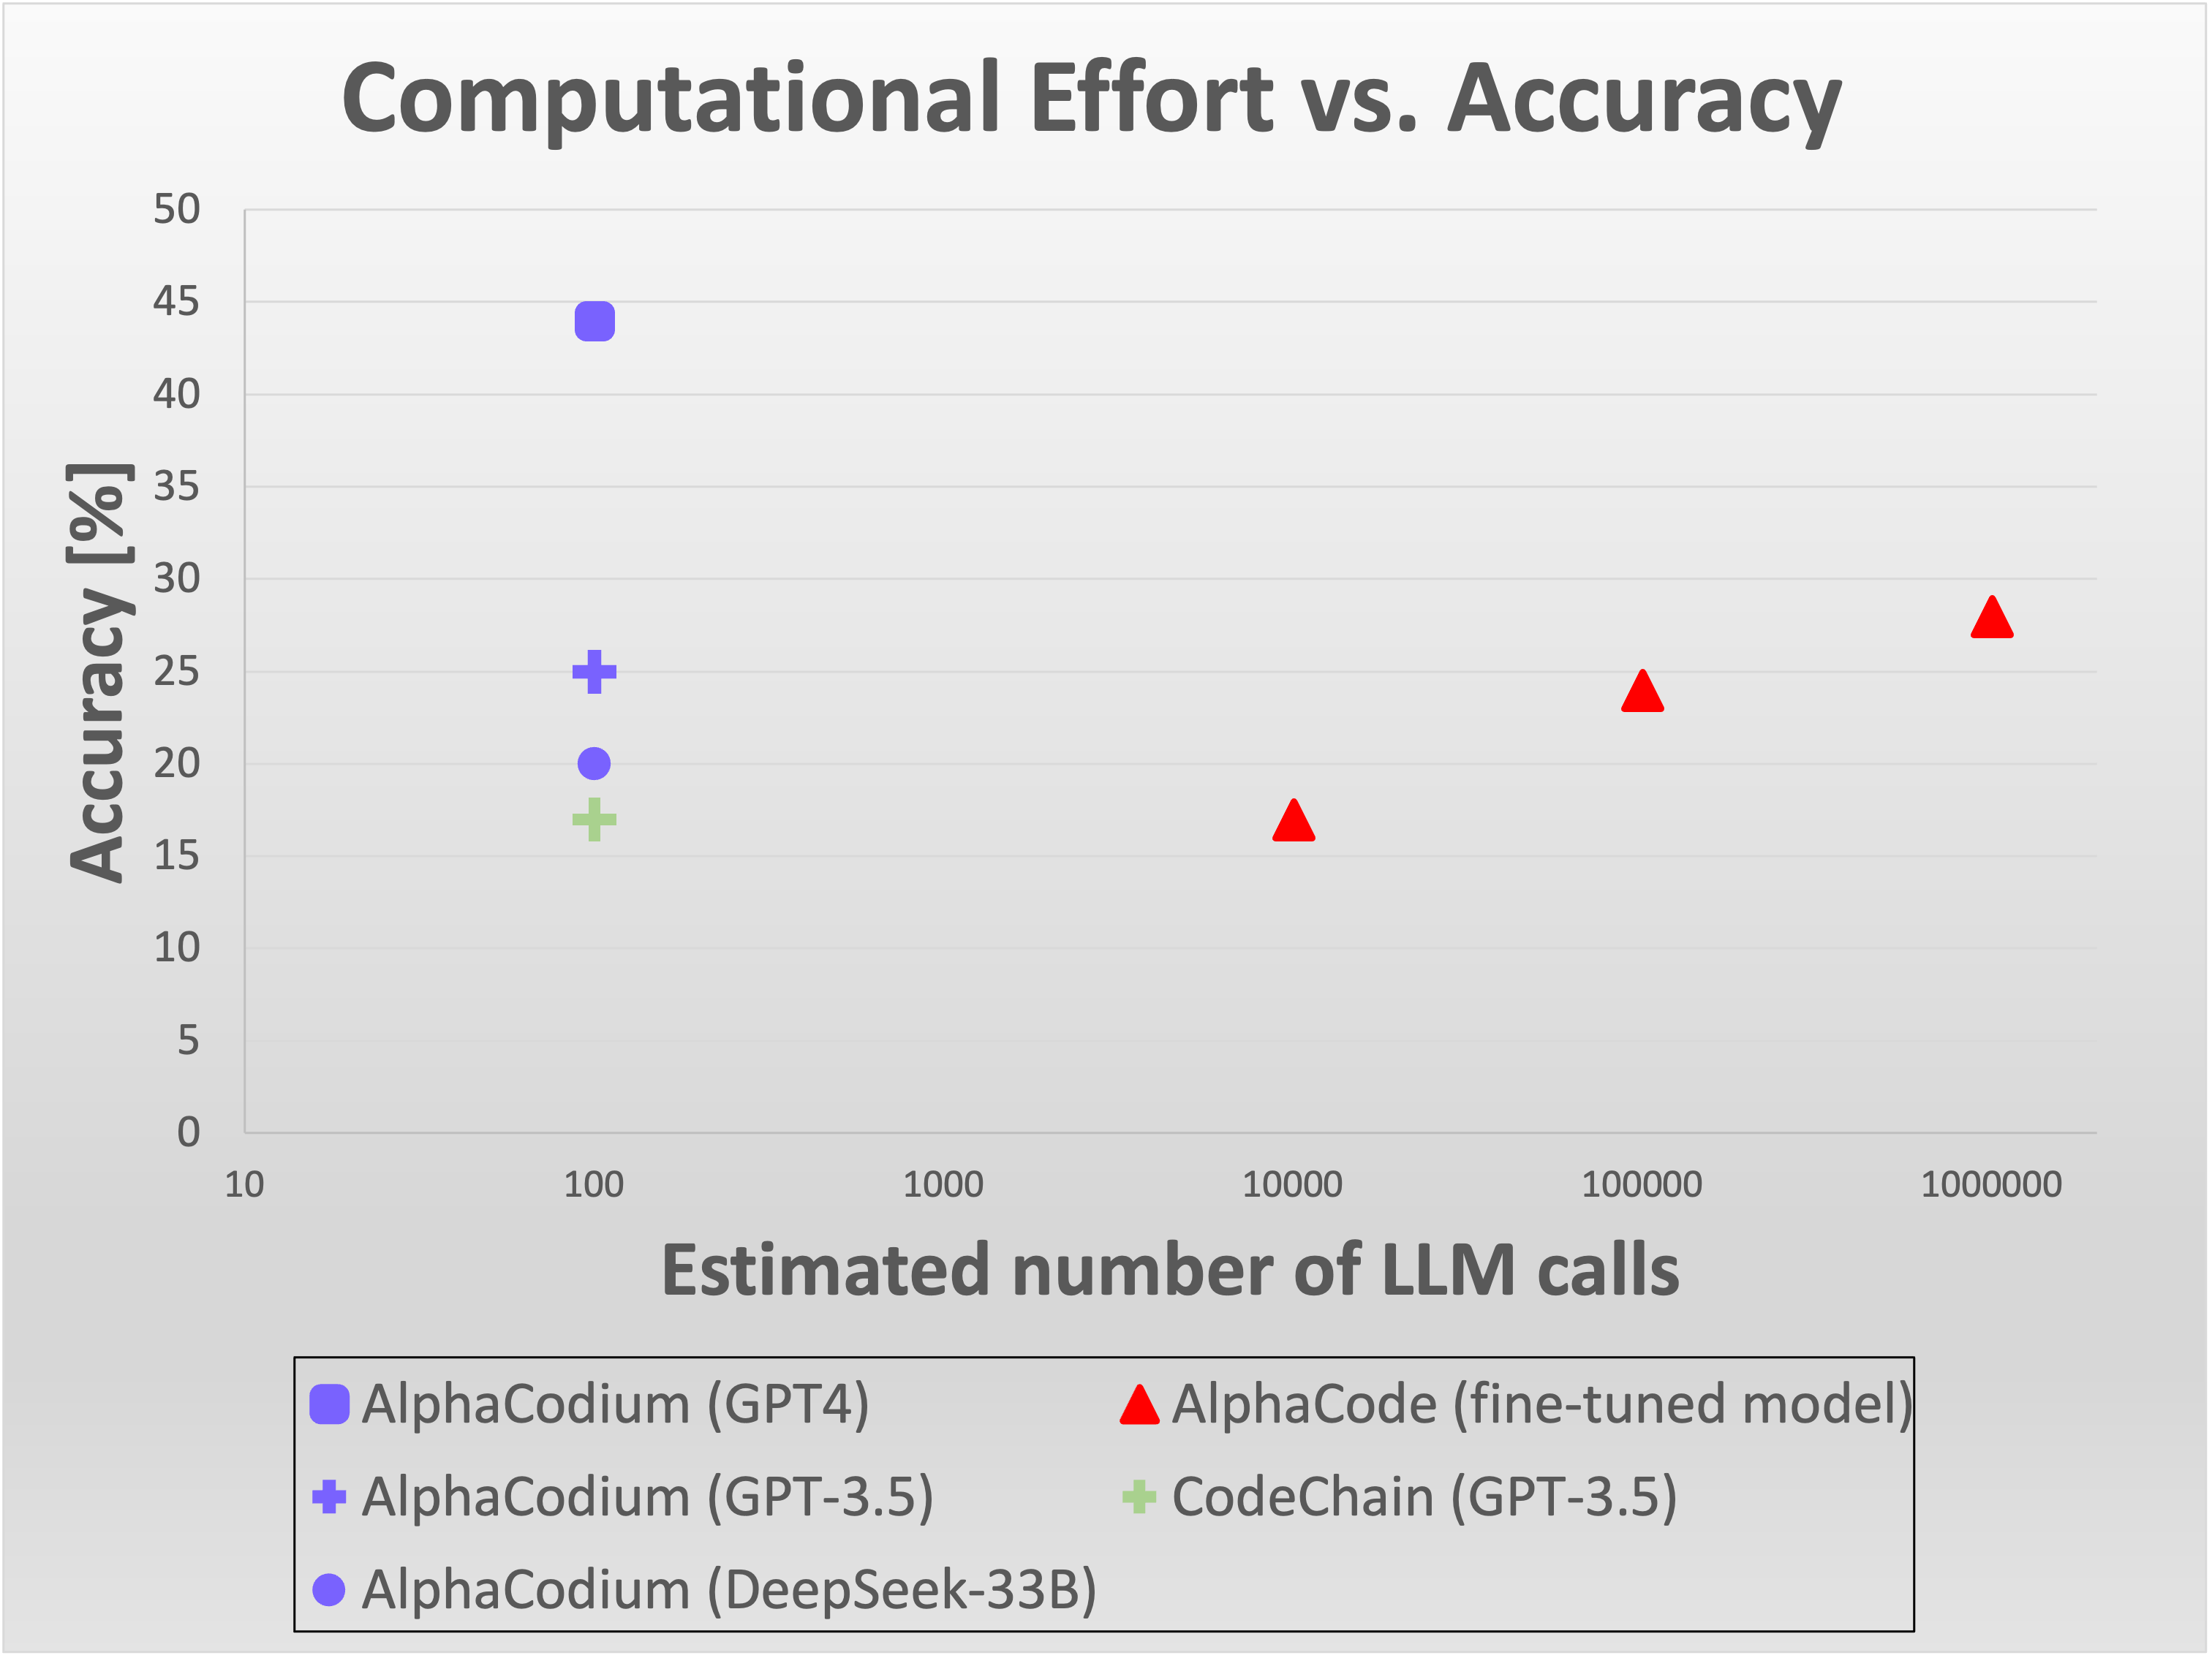 Computational Effort vs. Accuracy
50
45
40
35
30
25
20
15
10
5
0
Accuracy [%]
10 100 1000 10000 100000 1000000
Estimated number of LLM calls
AlphaCodium (GPT4) AlphaCode (fine-tuned model)
AlphaCodium (GPT-3.5) CodeChain (GPT-3.5)
AlphaCodium (DeepSeek-33B)